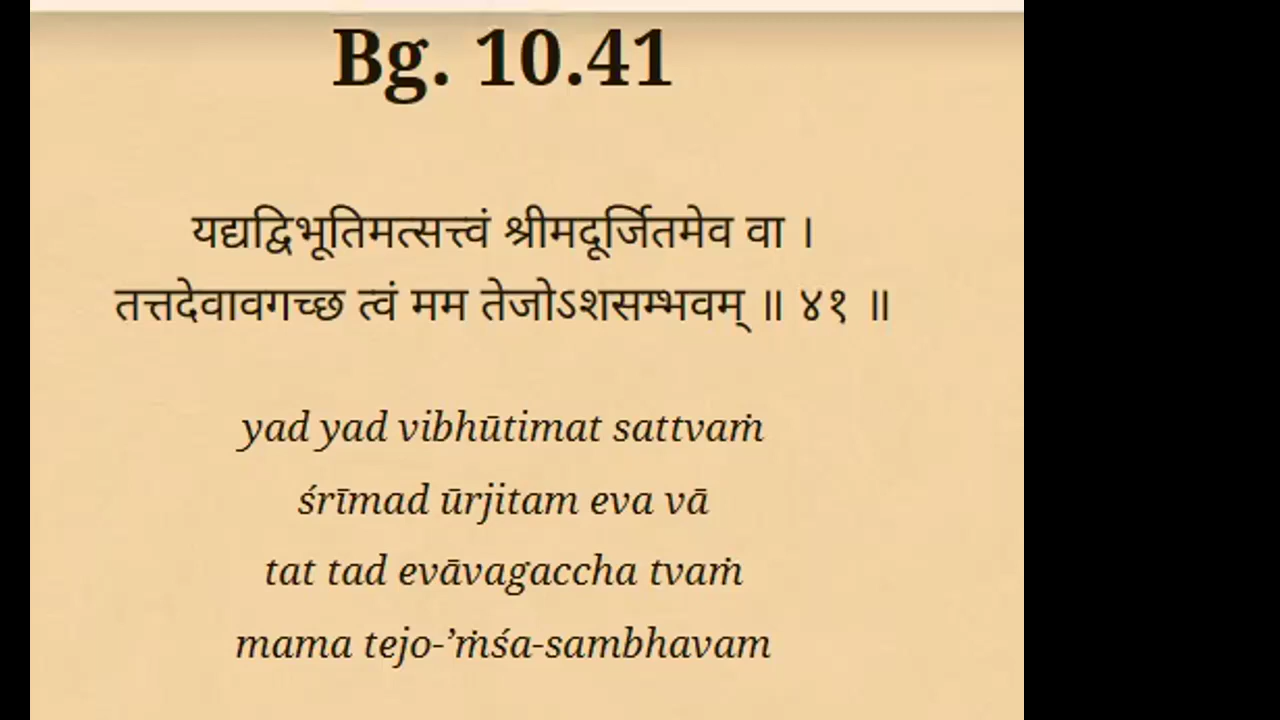 Bg. 10.41
यद्यद्विभूतिमत्सत्त्वं श्रीमदूर्जितमेव वा ।
तत्तदेवावगच्छ त्वं मम तेजोऽशसम्भवम् ॥ ४१ ॥
yad yad vibhūtimat sattvaṁ
śrīmad ūrjitam eva vā
tat tad evāvagaccha tvaṁ
mama tejo-’ṁśa-sambhavam